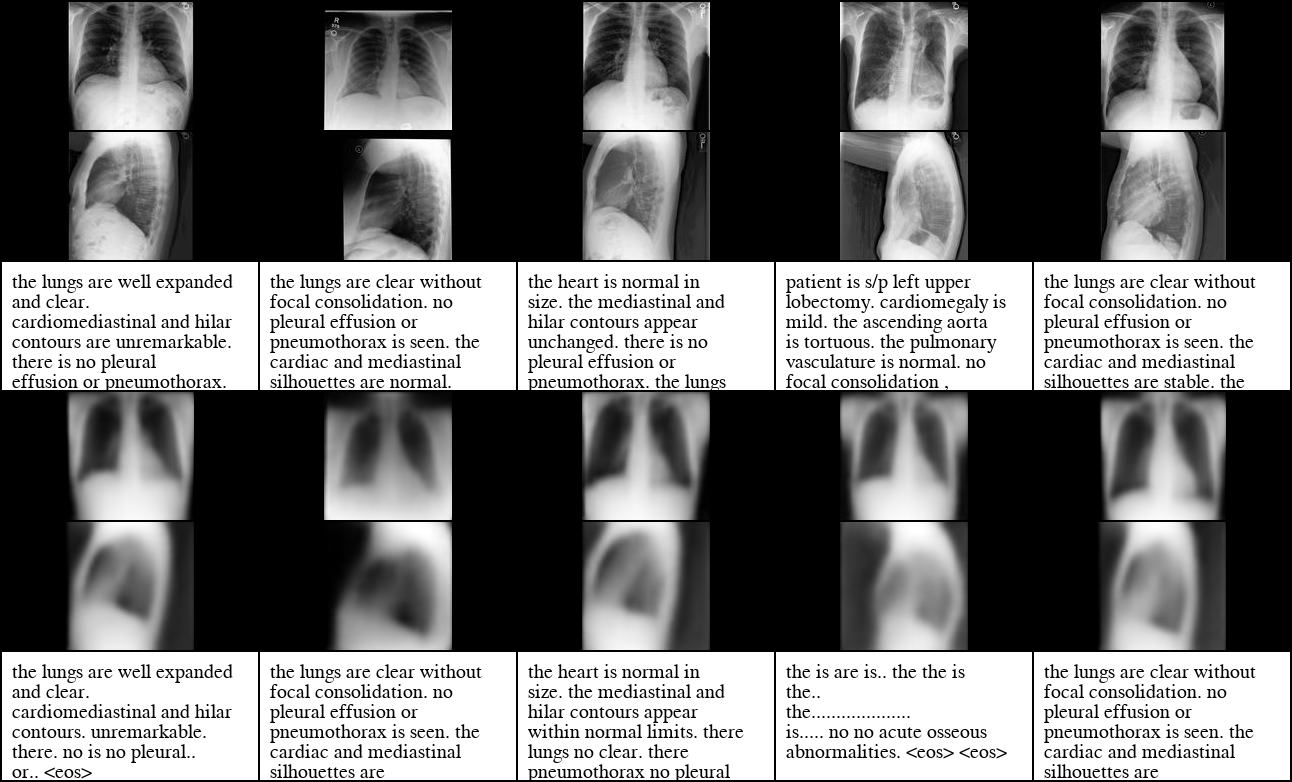 the lungs are well expanded
and clear.
cardiomediastinal and hilar
contours are unremarkable.
there is no pleural
effusion or pneumothorax.
the lungs are clear without
focal consolidation. no
pleural effusion or
pneumothorax is seen. the
cardiac and mediastinal
silhouettes are normal.
the heart is normal in
size. the mediastinal and
hilar contours appear
unchanged. there is no
pleural effusion or
pneumothorax. the lungs
patient is s/p left upper
lobectomy. cardiomegaly is
mild. the ascending aorta
is tortuous. the pulmonary
vasculature is normal. no
focal consolidation ,
the lungs are clear without
focal consolidation. no
pleural effusion or
pneumothorax is seen. the
cardiac and mediastinal
silhouettes are stable. the
the lungs are well expanded
and clear.
cardiomediastinal and hilar
contours. unremarkable.
there. no is no pleural..
or.. <eos>
the lungs are clear without
focal consolidation. no
pleural effusion or
pneumothorax is seen. the
cardiac and mediastinal
silhouettes are
the heart is normal in
size. the mediastinal and
hilar contours appear
within normal limits. there
lungs no clear. there
pneumothorax no pleural
the is are is.. the the is
the..
the....................
is..... no no acute osseous
abnormalities. <eos> <eos>
the lungs are clear without
focal consolidation. no
pleural effusion or
pneumothorax is seen. the
cardiac and mediastinal
silhouettes are